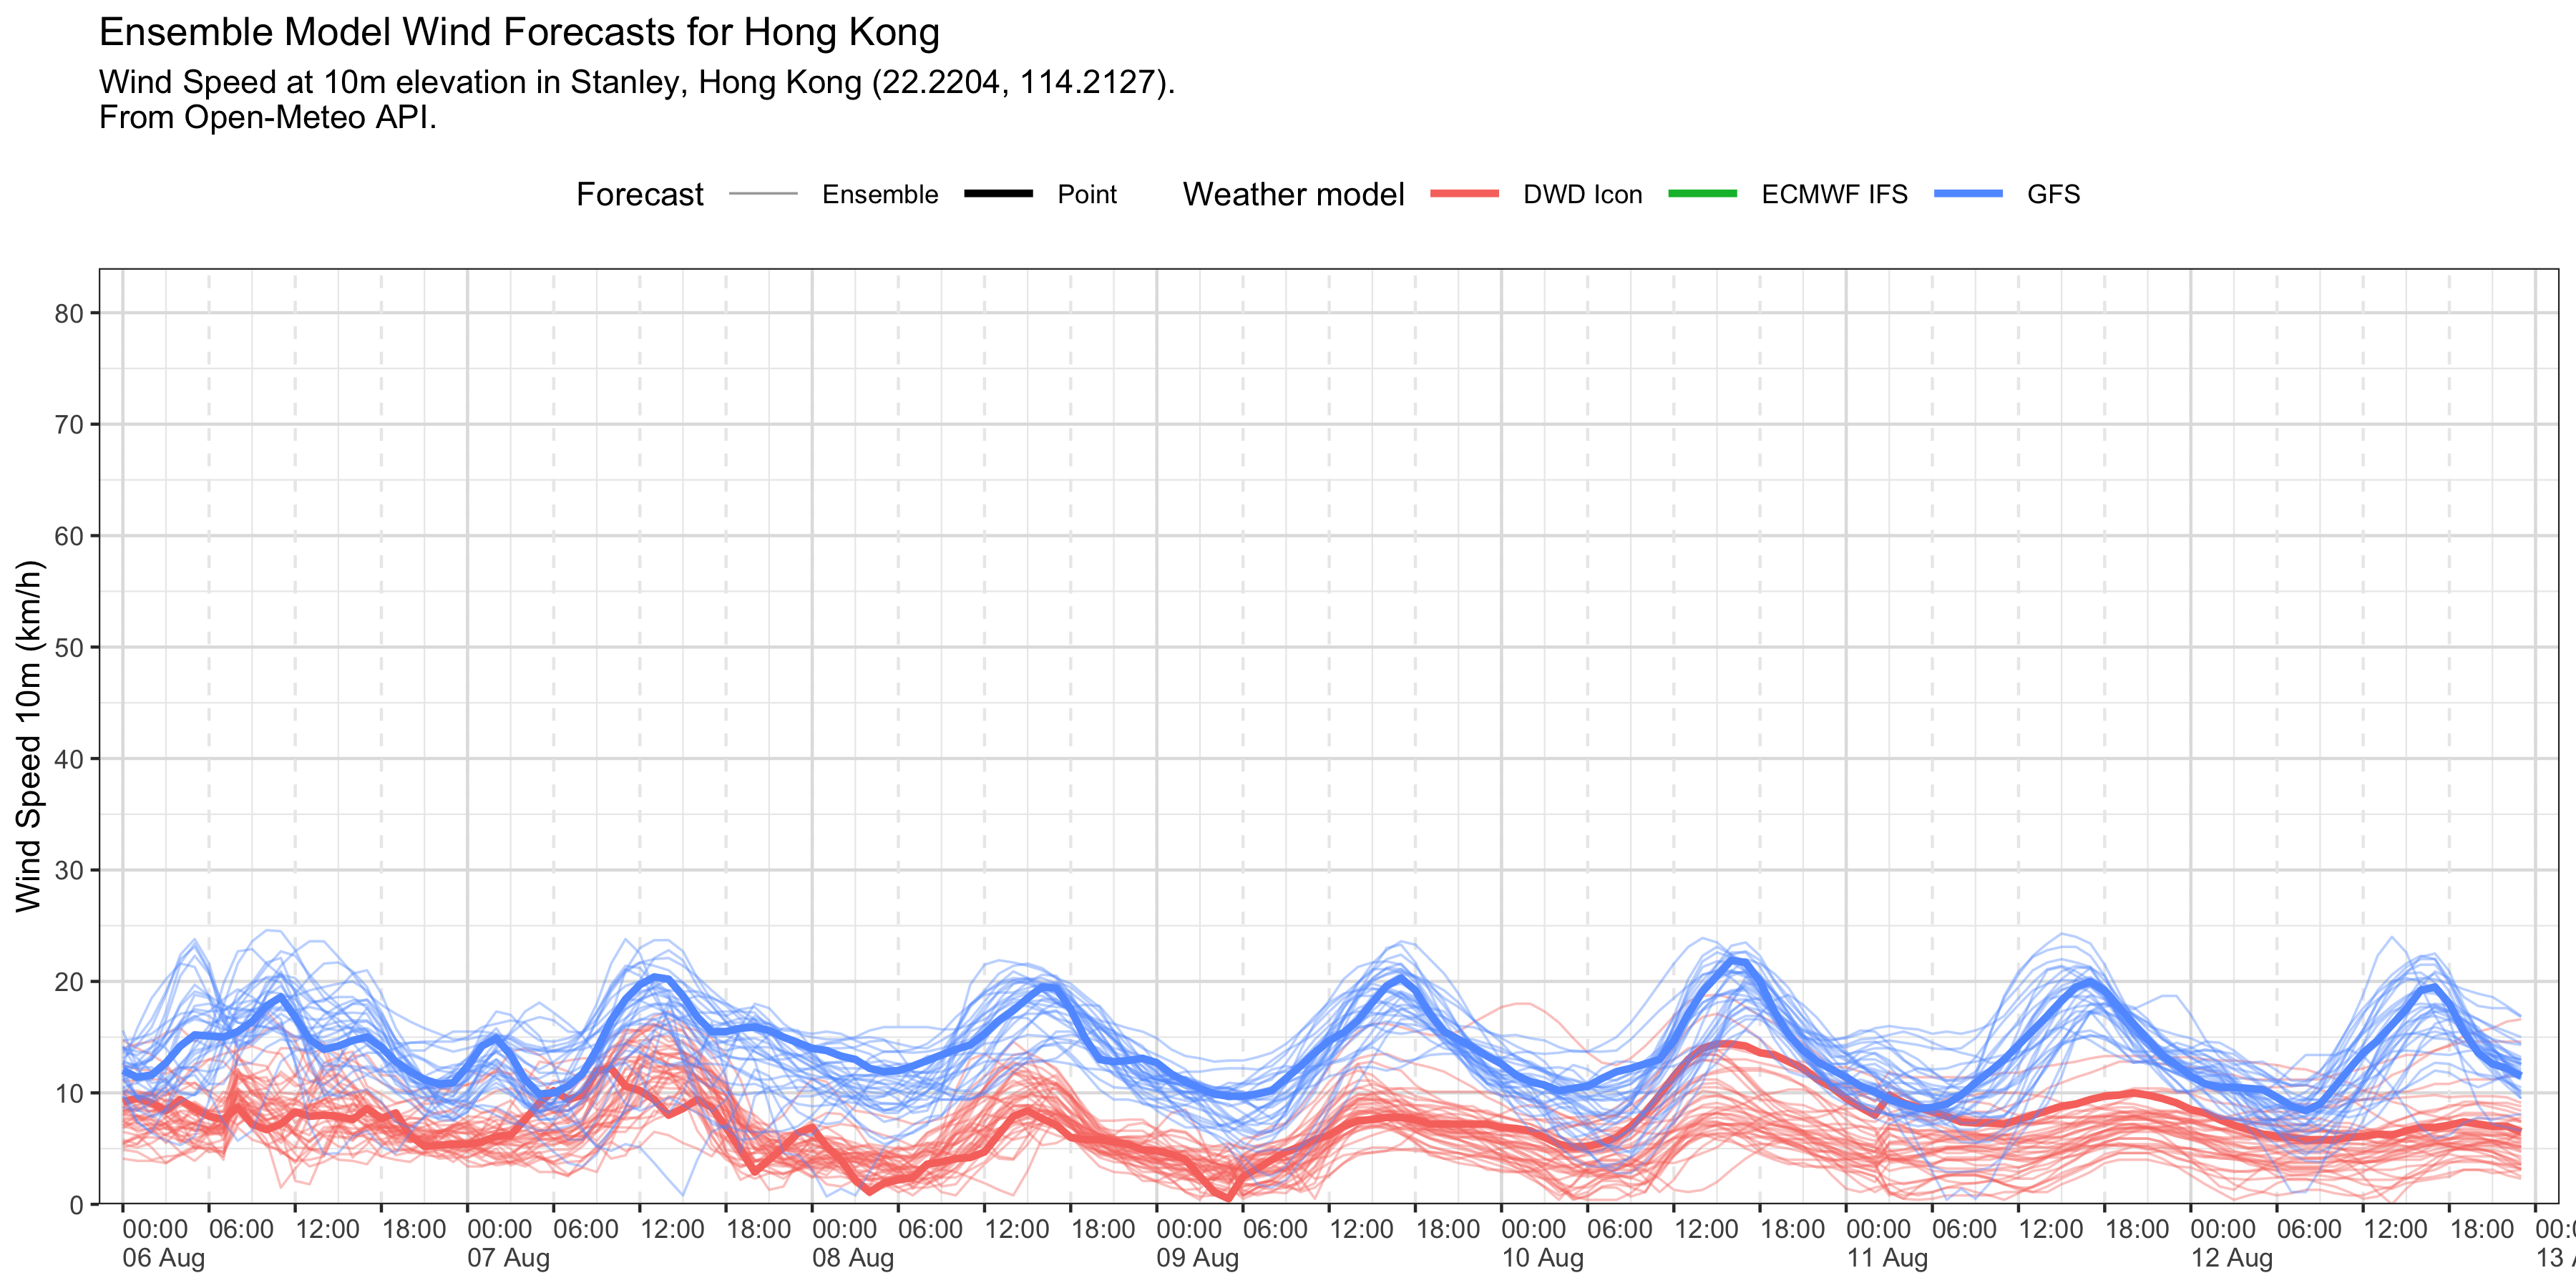 Ensemble Model Wind Forecasts for Hong Kong
Wind Speed at 10m elevation in Stanley, Hong Kong (22.2204, 114.2127).
From Open-Meteo API.
Forecast Ensemble Point Weather model DWD Icon ECMWF IFS GFS
Wind Speed 10m (km/h)
80
70
60
50
40
30
20
10
0
00:00 06:00 12:00 18:00 00:00 06:00 12:00 18:00 00:00 06:00 12:00 18:00 00:00 06:00 12:00 18:00 00:00 06:00 12:00 18:00 00:00 06:00 12:00 18:00 00:00 06:00 12:00 18:00
06 Aug 07 Aug 08 Aug 09 Aug 10 Aug 11 Aug 12 Aug 13